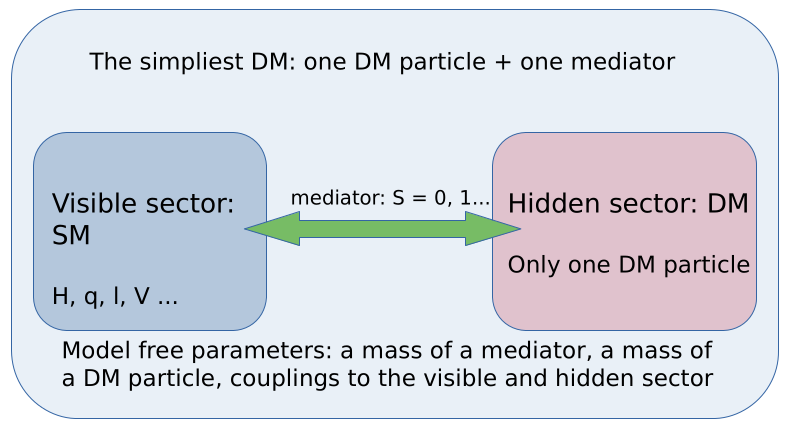 The simpliest DM: one DM particle + one mediator
mediator: S = 0, 1...
Visible sector:
SM
H, q, l, V ...
Hidden sector: DM
Only one DM particle
Model free parameters: a mass of a mediator, a mass of
a DM particle, couplings to the visible and hidden sector